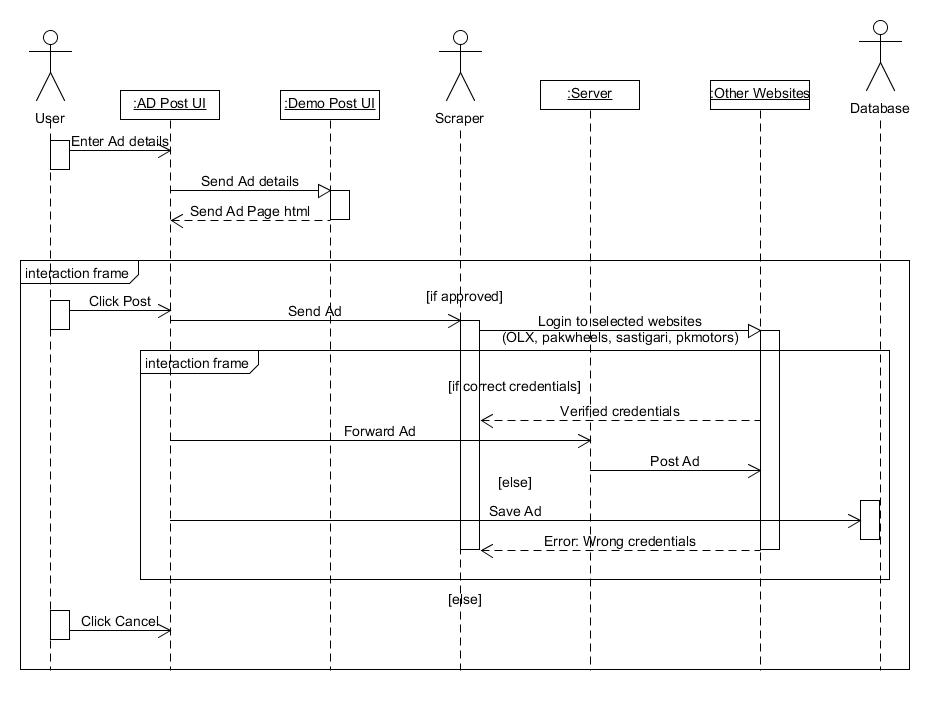 User
:AD Post UI
:Demo Post UI
Scraper
:Server
:Other Websites
Database
Enter Ad details
Send Ad details
Send Ad Page html
interaction frame
Click Post
[if approved]
Send Ad
Login to selected websites
(OLX, pakwheels, sastigari, pkmotors)
interaction frame
[if correct credentials]
Verified credentials
Forward Ad
Post Ad
[else]
Save Ad
Error: Wrong credentials
[else]
Click Cancel